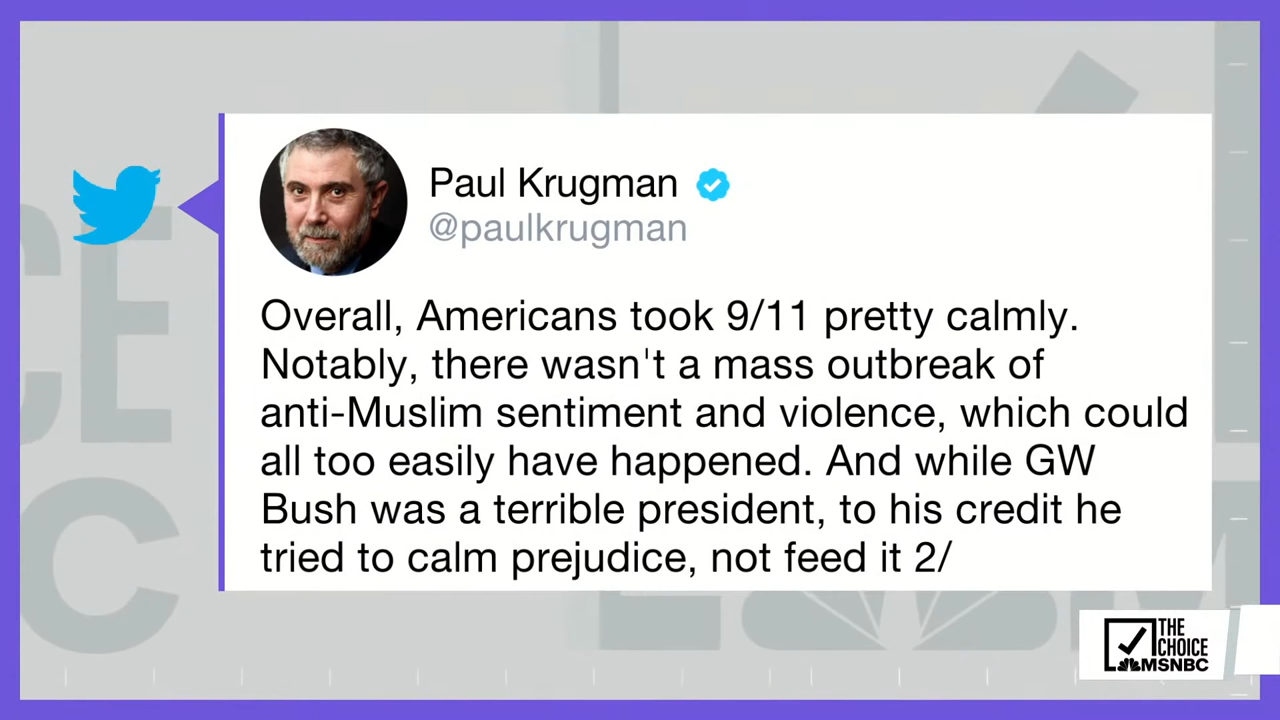 Paul Krugman
@paulkrugman
Overall, Americans took 9/11 pretty calmly.
Notably, there wasn't a mass outbreak of
anti-Muslim sentiment and violence, which could
all too easily have happened. And while GW
Bush was a terrible president, to his credit he
tried to calm prejudice, not feed it 2/
THE
CHOICE
MSNBC